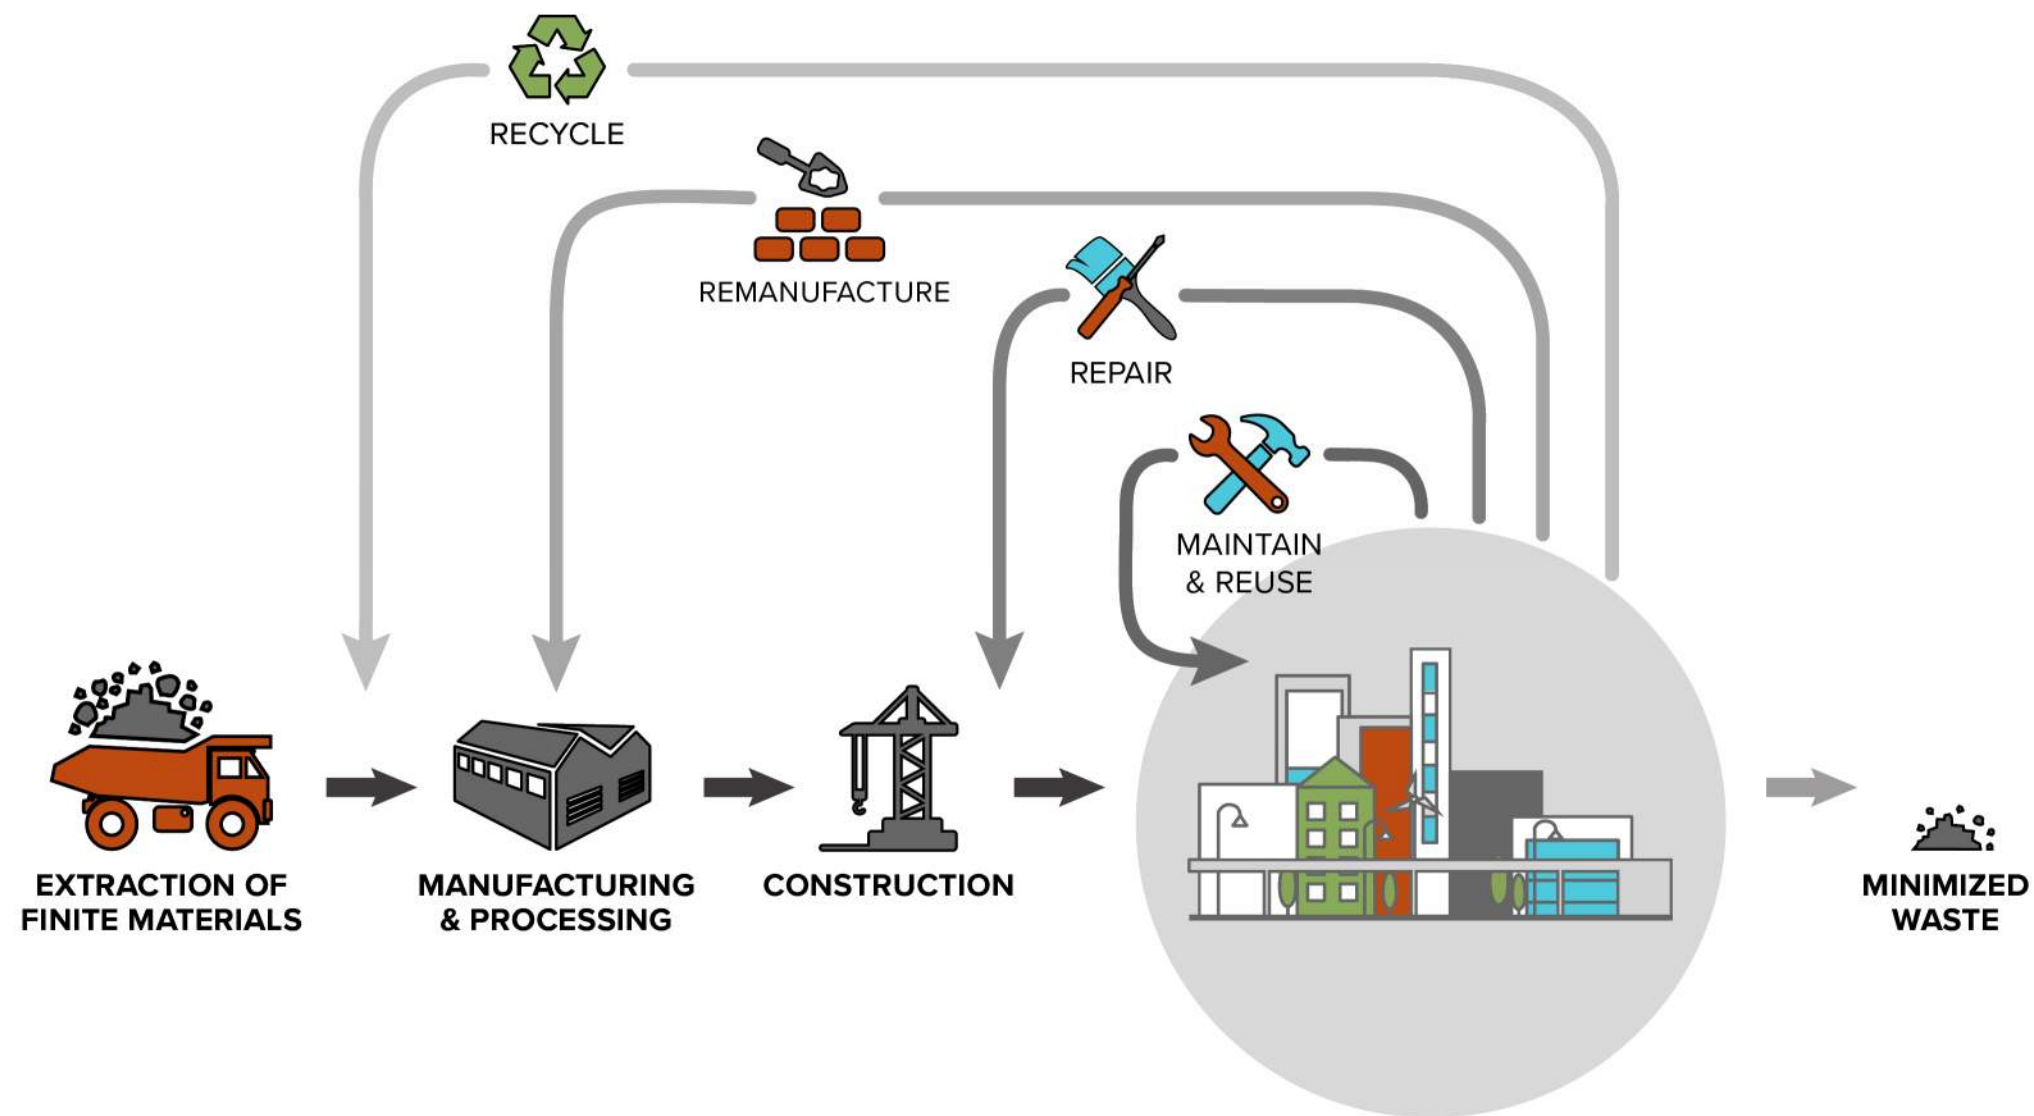 RECYCLE
REMANUFACTURE
REPAIR
MAINTAIN
& REUSE
EXTRACTION OF
FINITE MATERIALS
MANUFACTURING
& PROCESSING
CONSTRUCTION
MINIMIZED
WASTE